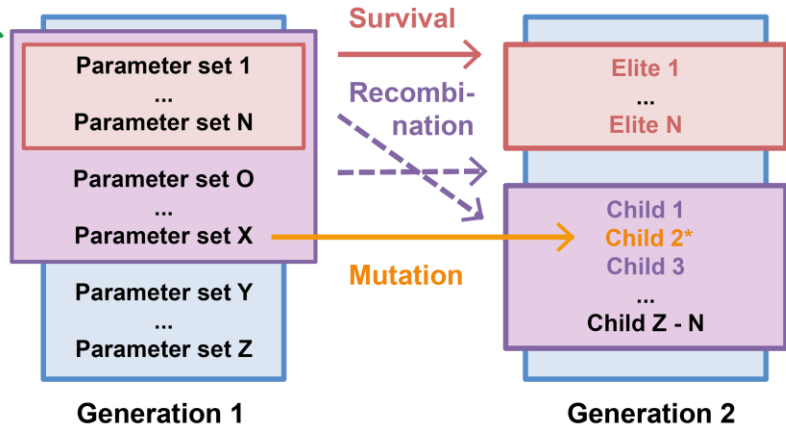 Parameter set 1
...
Parameter set N
Parameter set O
...
Parameter set X
Parameter set Y
...
Parameter set Z
Generation 1
Survival
Recombi-
nation
Mutation
Elite 1
...
Elite N
Child 1
Child 2*
Child 3
...
Child Z - N
Generation 2